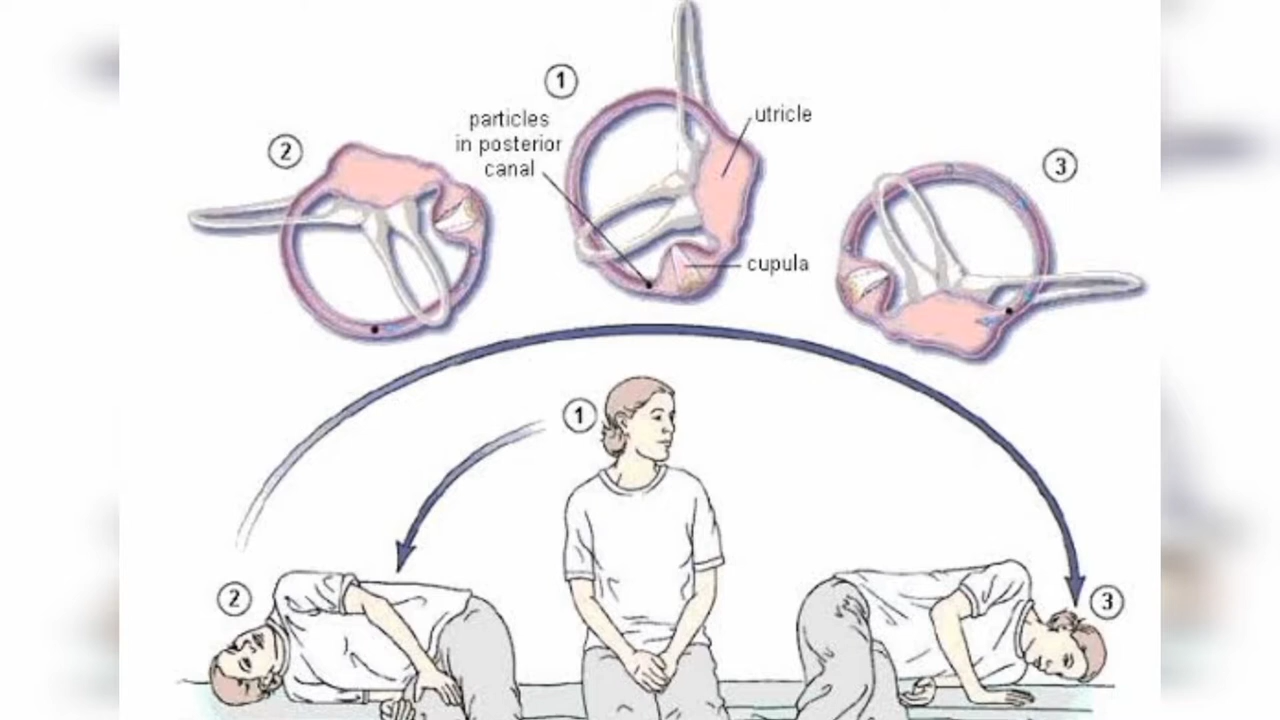 1
particles
in posterior
canal
utricle
cupula
2
3
1
2
3